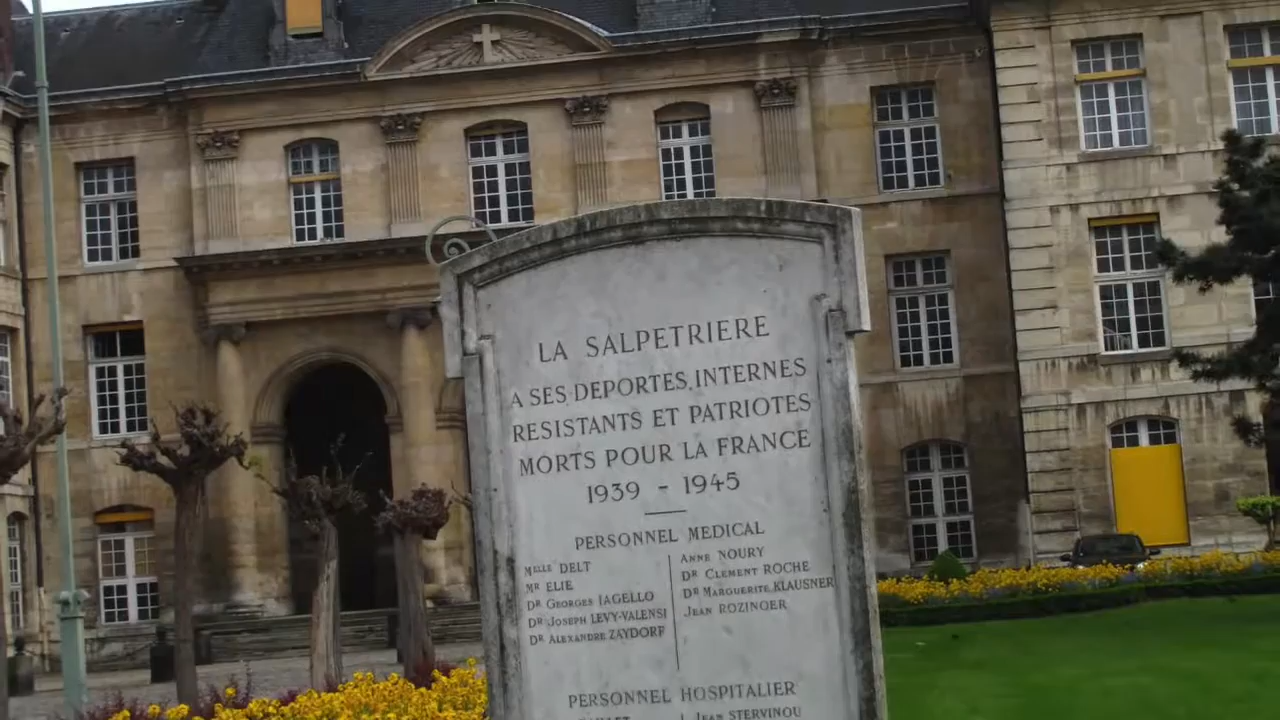 LA SALPETRIERE
A SES DEPORTES, INTERNES
RESISTANTS ET PATRIOTES
MORTS POUR LA FRANCE
1939 - 1945
PERSONNEL MEDICAL
MELLE DELT
MR ELIE
DR GEORGES IAGELLO
DR JOSEPH LEVY-VALENSI
DR ALEXANDRE ZAYDORF
ANNE NOURY
DR CLEMENT ROCHE
DR MARGUERITE KLAUSNER
JEAN ROZINOER
PERSONNEL HOSPITALIER
JEAN STERVINOU